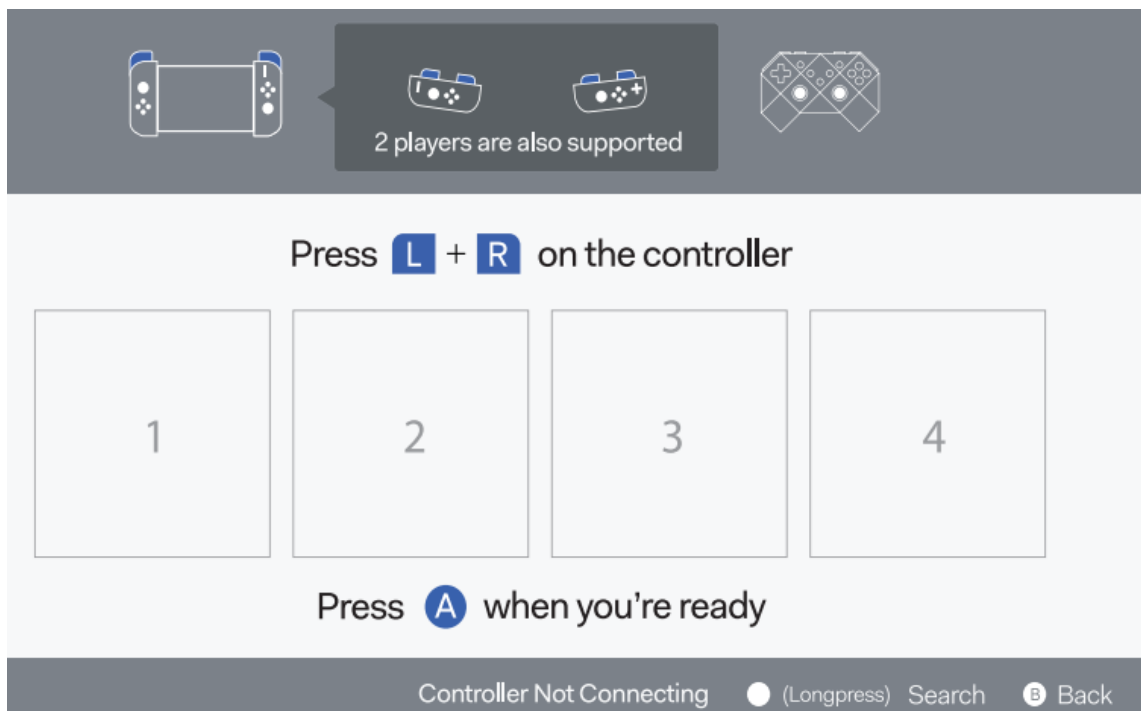 2 players are also supported
Press L + R on the controller
1 2 3 4
Press A when you're ready
Controller Not Connecting (Longpress) Search B Back